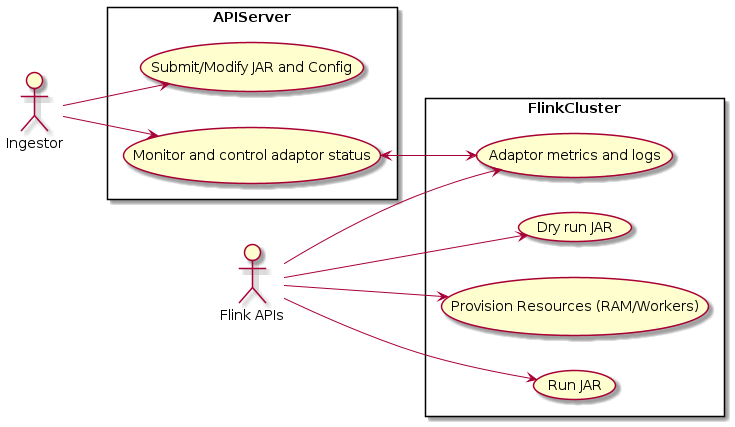 APIServer
Submit/Modify JAR and Config
Ingestor
Monitor and control adaptor status
FlinkCluster
Adaptor metrics and logs
Dry run JAR
Flink APIs
Provision Resources (RAM/Workers)
Run JAR